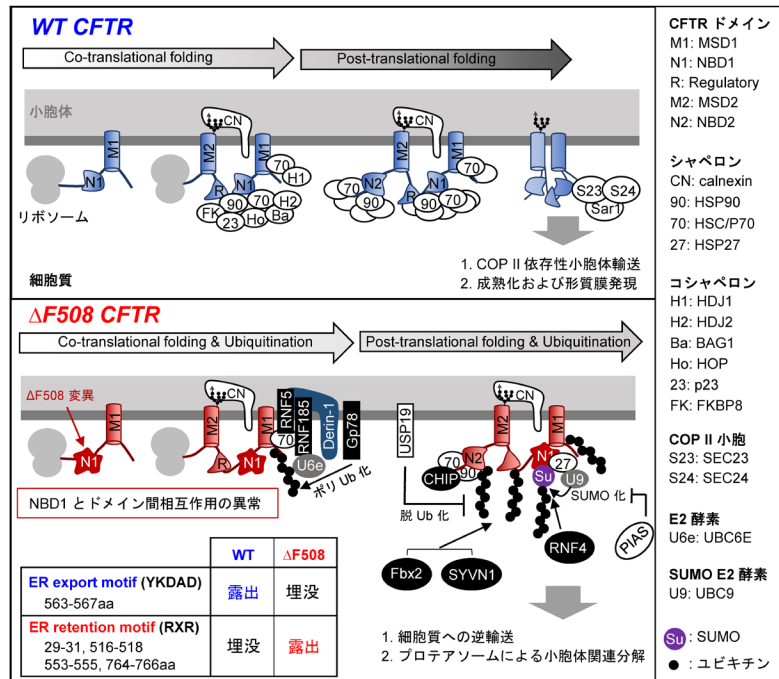 WT CFTR
Co-translational folding
Post-translational folding
小胞体
CN
CN
M1
M2
M1
M2
N1
R
N1
70
H1
FK
90
70
H2
23
Ho
Ba
N2
R
N1
70
90
70
90
S23
S24
Sar1
リボソーム
細胞質
1. COP II 依存性小胞体輸送
2. 成熟化および形質膜発現
ΔF508 CFTR
Co-translational folding & Ubiquitination
Post-translational folding & Ubiquitination
ΔF508 変異
CN
CN
M1
M2
M1
M2
M1
N1
R
N1
70
RNF5
RNF185
Derin-1
Gp78
U6e
ポリ Ub 化
USP19
脱 Ub 化
70
N2
90
CHIP
N1
27
Su
U9
SUMO 化
PIAS
RNF4
Fbx2
SYVN1
NBD1 とドメイン間相互作用の異常
WT
ΔF508
ER export motif (YKDAD)
563-567aa
露出
埋没
ER retention motif (RXR)
29-31, 516-518
553-555, 764-766aa
埋没
露出
1. 細胞質への逆輸送
2. プロテアソームによる小胞体関連分解
CFTR ドメイン
M1: MSD1
N1: NBD1
R: Regulatory
M2: MSD2
N2: NBD2
シャペロン
CN: calnexin
90: HSP90
70: HSC/P70
27: HSP27
コシャペロン
H1: HDJ1
H2: HDJ2
Ba: BAG1
Ho: HOP
23: p23
FK: FKBP8
COP II 小胞
S23: SEC23
S24: SEC24
E2 酵素
U6e: UBC6E
SUMO E2 酵素
U9: UBC9
Su : SUMO
: ユビキチン